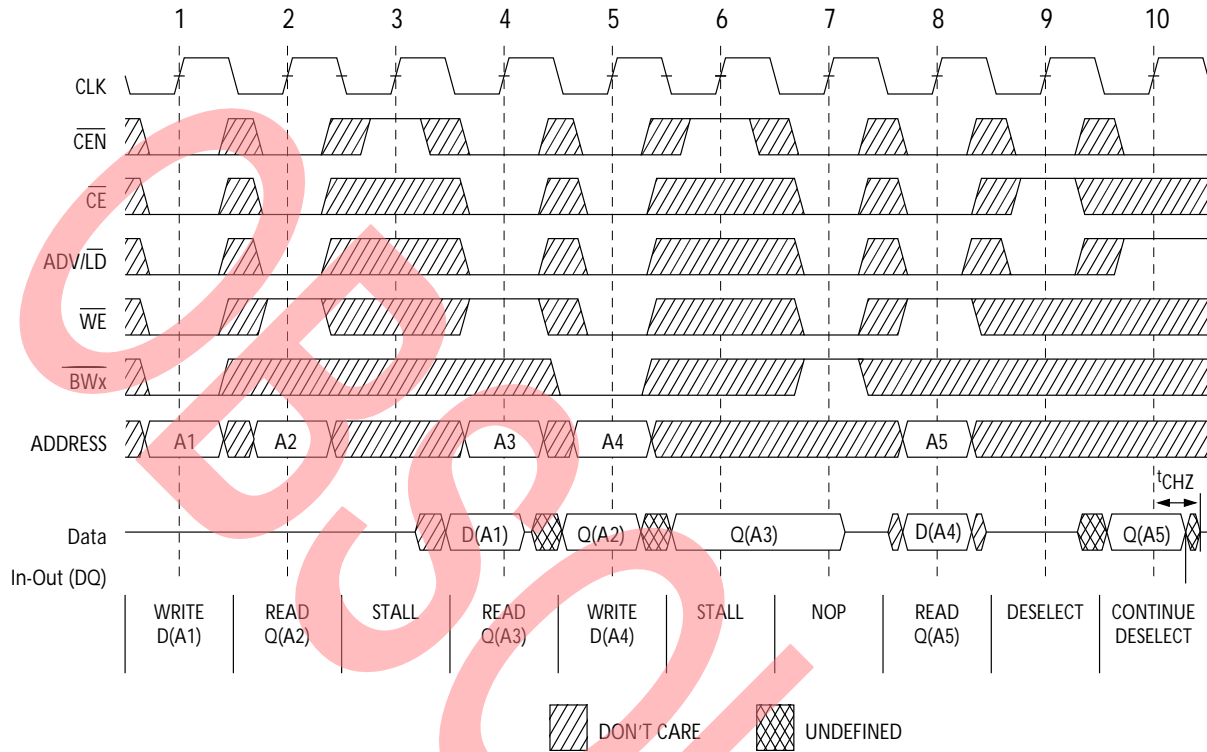 1 2 3 4 5 6 7 8 9 10
CLK
CEN
CE
ADV/LD
WE
BWx
ADDRESS A1 A2 A3 A4 A5
tCHZ
Data D(A1) Q(A2) Q(A3) D(A4) Q(A5)
In-Out (DQ)
WRITE READ STALL READ WRITE STALL NOP READ DESELECT CONTINUE
D(A1) Q(A2) Q(A3) D(A4) Q(A5) DESELECT
DON'T CARE UNDEFINED
OBSOL